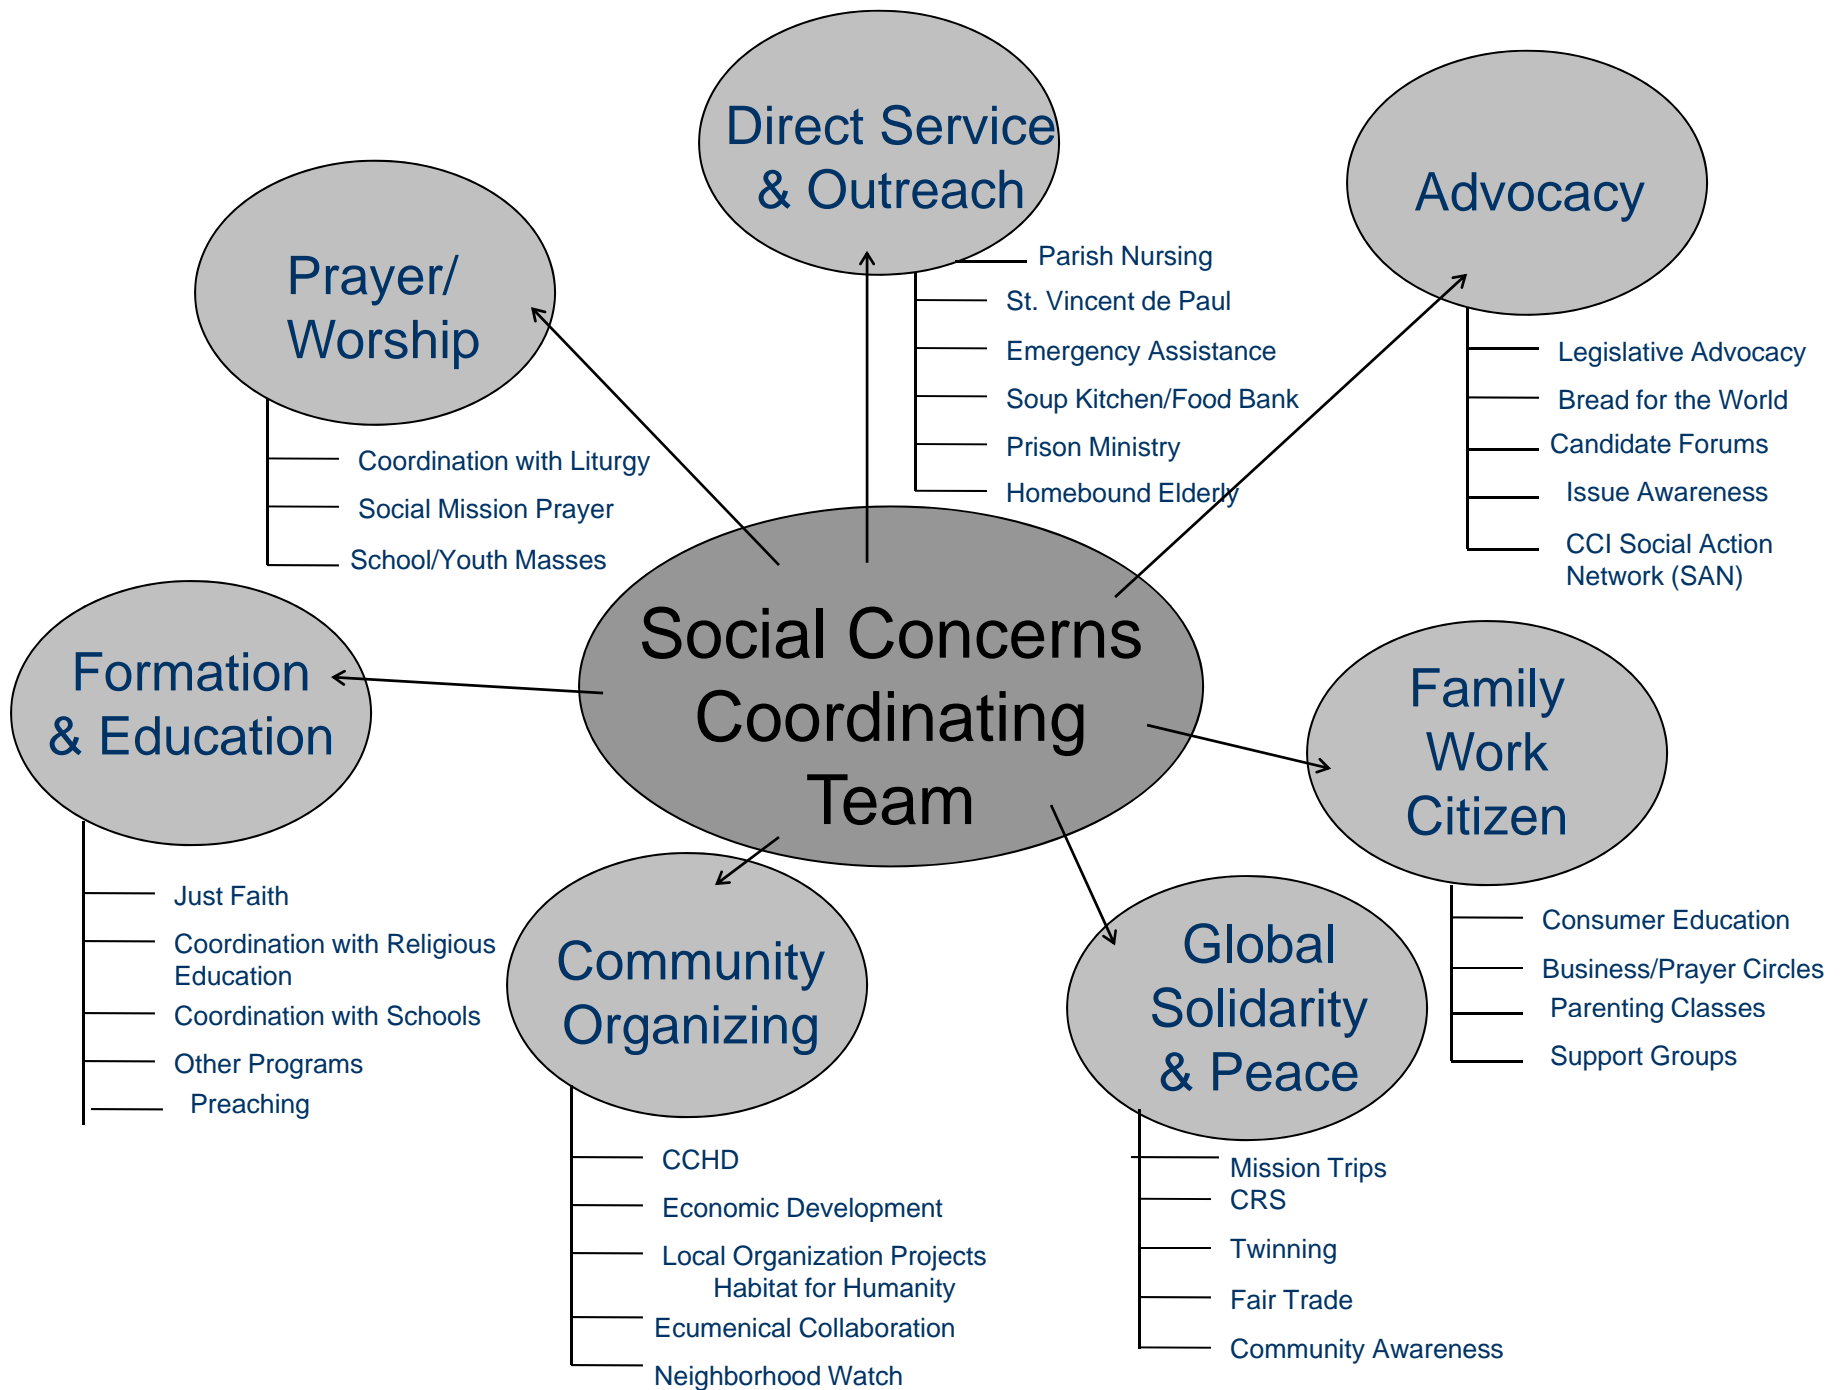 Direct Service
& Outreach
Parish Nursing
St. Vincent de Paul
Emergency Assistance
Soup Kitchen/Food Bank
Prison Ministry
Homebound Elderly
Advocacy
Legislative Advocacy
Bread for the World
Candidate Forums
Issue Awareness
CCI Social Action
Network (SAN)
Prayer/
Worship
Coordination with Liturgy
Social Mission Prayer
School/Youth Masses
Social Concerns
Coordinating
Team
Formation
& Education
Just Faith
Coordination with Religious
Education
Coordination with Schools
Other Programs
Preaching
Family
Work
Citizen
Consumer Education
Business/Prayer Circles
Parenting Classes
Support Groups
Community
Organizing
CCHD
Economic Development
Local Organization Projects
Habitat for Humanity
Ecumenical Collaboration
Neighborhood Watch
Global
Solidarity
& Peace
Mission Trips
CRS
Twinning
Fair Trade
Community Awareness